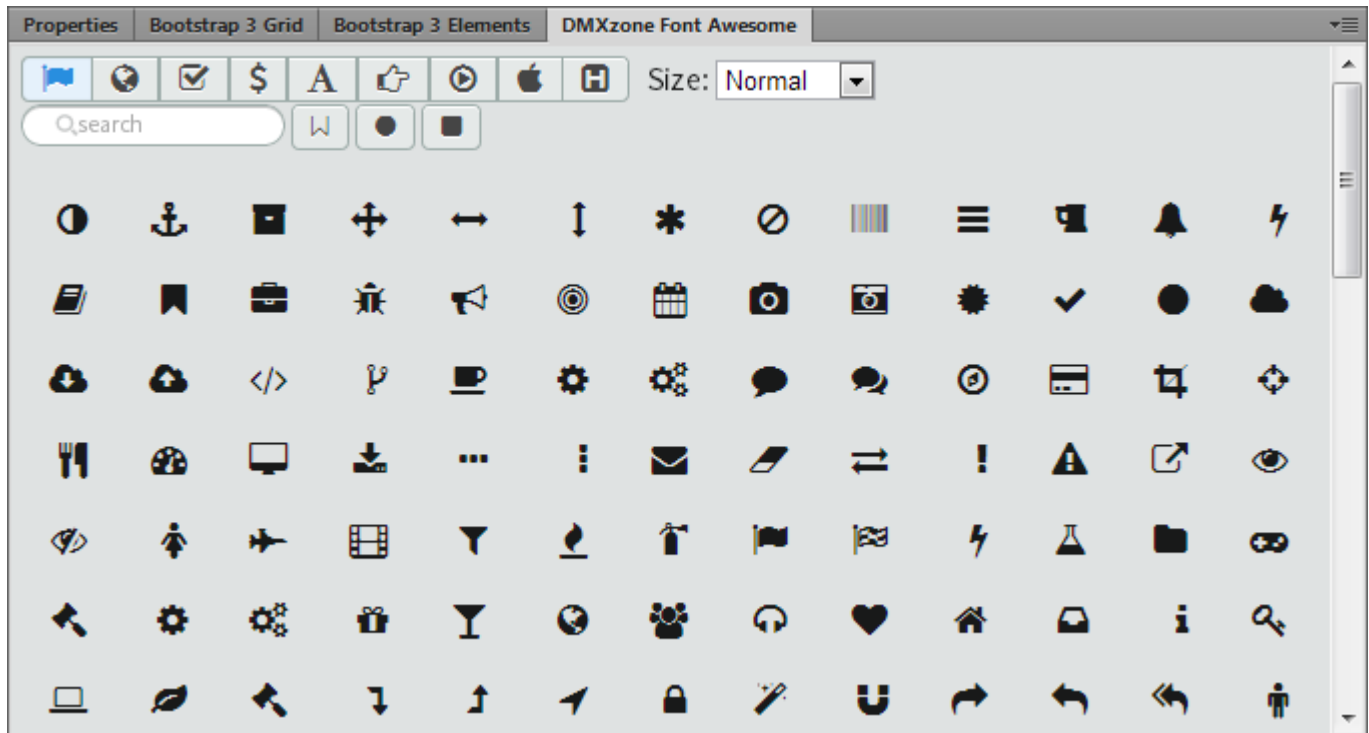 Properties Bootstrap 3 Grid Bootstrap 3 Elements DMXzone Font Awesome
Size: Normal
search